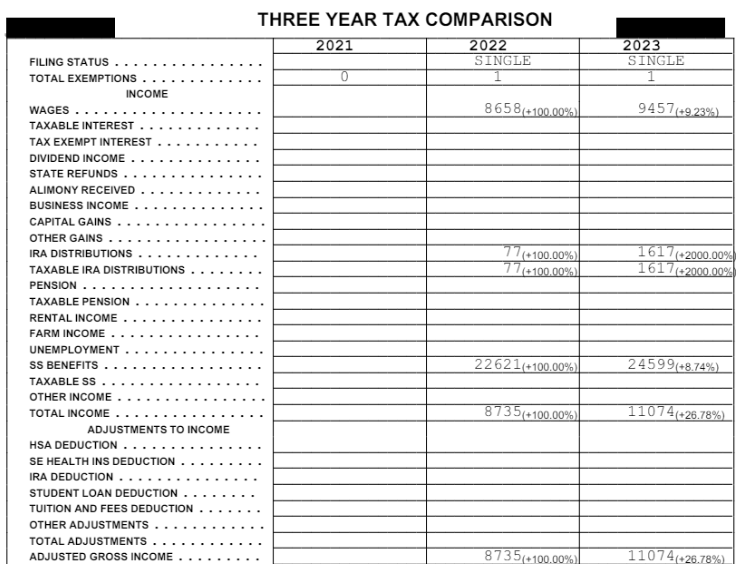 THREE YEAR TAX COMPARISON
2021 2022 2023
FILING STATUS . . . . . . . . . . . . . . . . SINGLE SINGLE
TOTAL EXEMPTIONS . . . . . . . . . . . . . 0 1 1
INCOME
WAGES . . . . . . . . . . . . . . . . . . . . 8658(+100.00%) 9457(+9.23%)
TAXABLE INTEREST . . . . . . . . . . . . .
TAX EXEMPT INTEREST . . . . . . . . . . .
DIVIDEND INCOME . . . . . . . . . . . . . .
STATE REFUNDS . . . . . . . . . . . . . . .
ALIMONY RECEIVED . . . . . . . . . . . . .
BUSINESS INCOME . . . . . . . . . . . . . .
CAPITAL GAINS . . . . . . . . . . . . . . . .
OTHER GAINS . . . . . . . . . . . . . . . . .
IRA DISTRIBUTIONS . . . . . . . . . . . . . 77(+100.00%) 1617(+2000.00%)
TAXABLE IRA DISTRIBUTIONS . . . . . . . . 77(+100.00%) 1617(+2000.00%)
PENSION . . . . . . . . . . . . . . . . . . .
TAXABLE PENSION . . . . . . . . . . . . . .
RENTAL INCOME . . . . . . . . . . . . . . .
FARM INCOME . . . . . . . . . . . . . . . .
UNEMPLOYMENT . . . . . . . . . . . . . . .
SS BENEFITS . . . . . . . . . . . . . . . . . 22621(+100.00%) 24599(+8.74%)
TAXABLE SS . . . . . . . . . . . . . . . . .
OTHER INCOME . . . . . . . . . . . . . . . .
TOTAL INCOME . . . . . . . . . . . . . . . . 8735(+100.00%) 11074(+26.78%)
ADJUSTMENTS TO INCOME
HSA DEDUCTION . . . . . . . . . . . . . . .
SE HEALTH INS DEDUCTION . . . . . . . . .
IRA DEDUCTION . . . . . . . . . . . . . . .
STUDENT LOAN DEDUCTION . . . . . . . .
TUITION AND FEES DEDUCTION . . . . . . .
OTHER ADJUSTMENTS . . . . . . . . . . . .
TOTAL ADJUSTMENTS . . . . . . . . . . . .
ADJUSTED GROSS INCOME . . . . . . . . . 8735(+100.00%) 11074(+26.78%)